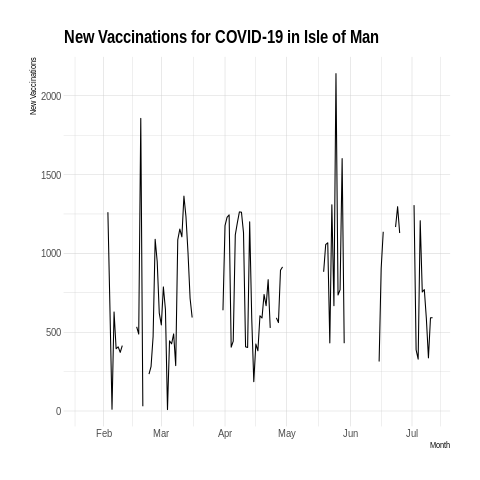 New Vaccinations for COVID-19 in Isle of Man
New Vaccinations
2000
1500
1000
500
0
Feb Mar Apr May Jun Jul
Month